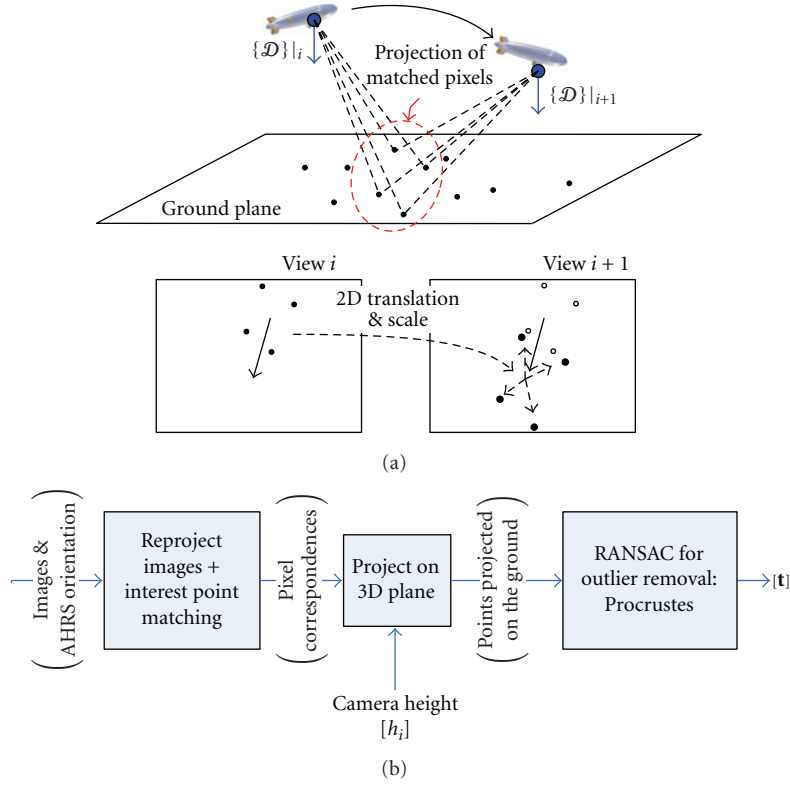 {𝒟}|ᵢ
Projection of
matched pixels
{𝒟}|ᵢ₊₁
Ground plane
View i
View i + 1
2D translation
& scale
(a)
Images &
AHRS orientation
Reproject
images +
interest point
matching
Pixel
correspondences
Project on
3D plane
Points projected
on the ground
RANSAC for
outlier removal:
Procrustes
[t]
Camera height
[hᵢ]
(b)